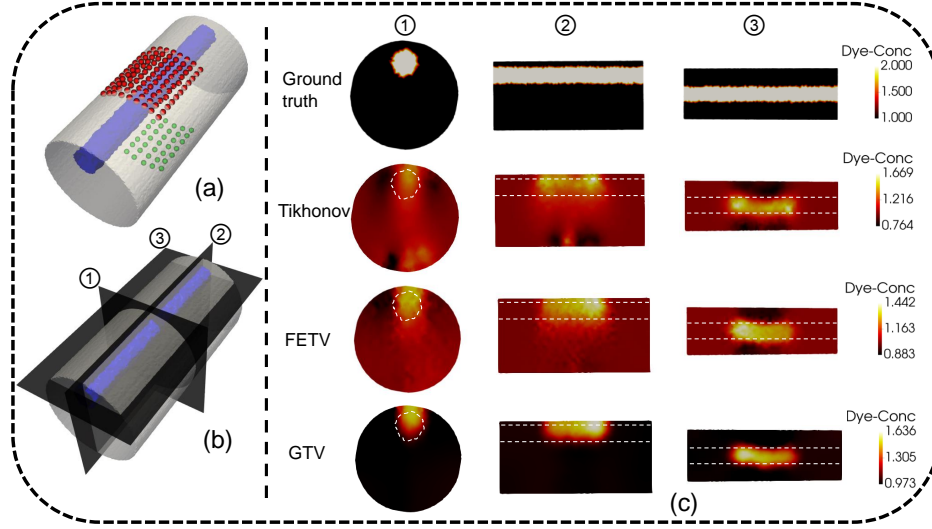 ① ② ③
Ground truth
Dye-Conc
2.000
1.500
1.000
(a)
Tikhonov
Dye-Conc
1.669
1.216
0.764
③ ②
①
FETV
Dye-Conc
1.442
1.163
0.883
(b)
GTV
Dye-Conc
1.636
1.305
0.973
(c)